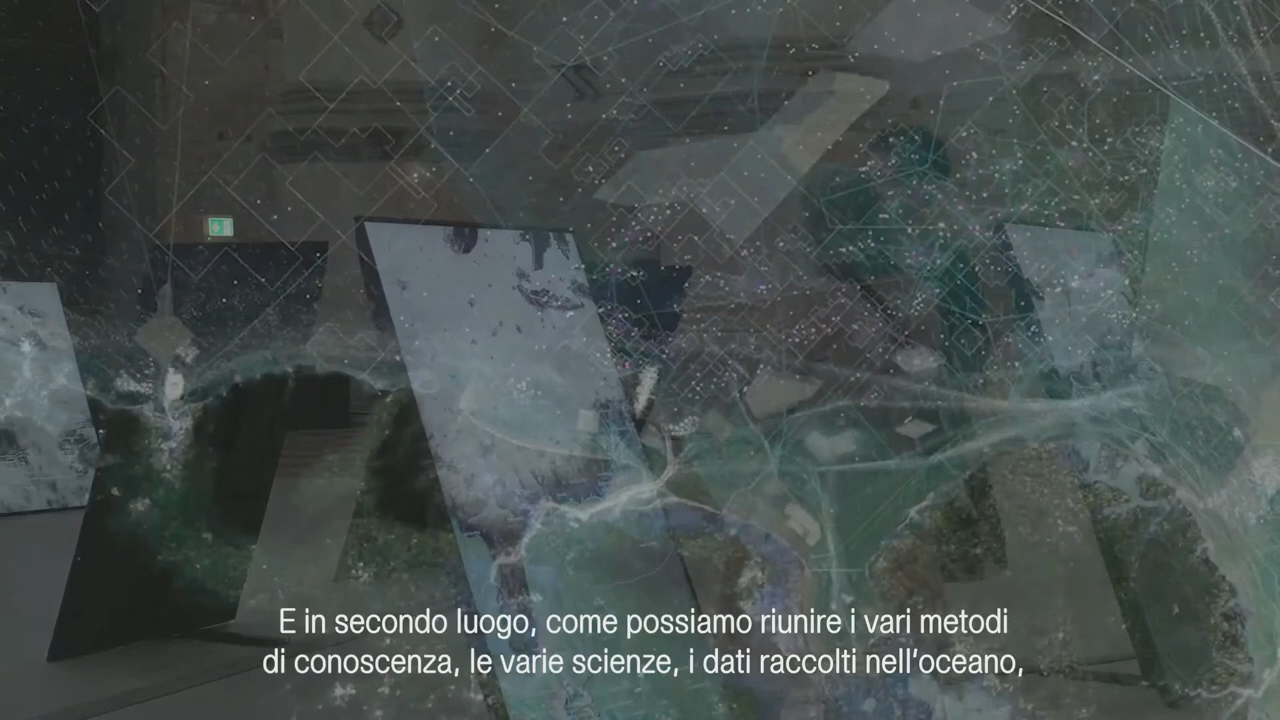 E in secondo luogo, come possiamo riunire i vari metodi
di conoscenza, le varie scienze, i dati raccolti nell'oceano,